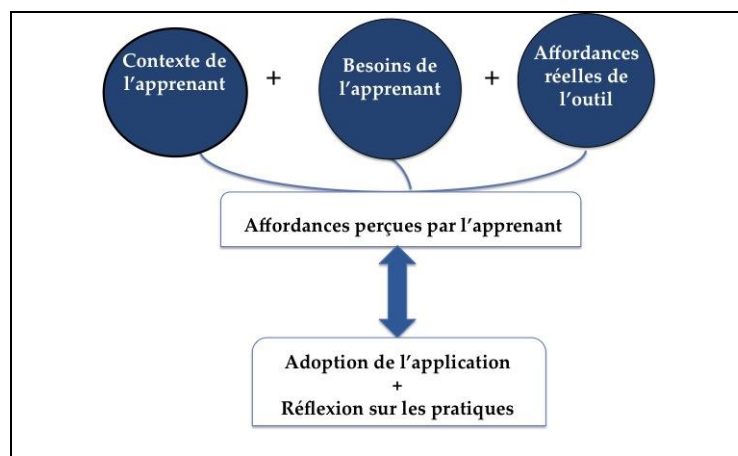 Contexte de
l'apprenant
+
Besoins de
l'apprenant
+
Affordances
réelles de
l'outil
Affordances perçues par l'apprenant
Adoption de l'application
+
Réflexion sur les pratiques